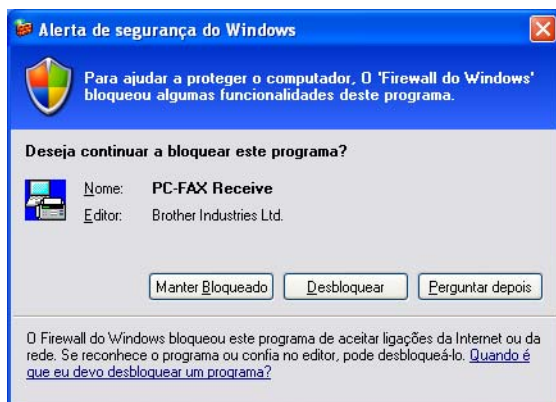 Alerta de segurança do Windows
Para ajudar a proteger o computador, O 'Firewall do Windows'
bloqueou algumas funcionalidades deste programa.
Deseja continuar a bloquear este programa?
Nome: PC-FAX Receive
Editor: Brother Industries Ltd.
Manter Bloqueado Desbloquear Perguntar depois
O Firewall do Windows bloqueou este programa de aceitar ligações da Internet ou da
rede. Se reconhece o programa ou confia no editor, pode desbloqueá-lo. Quando é
que eu devo desbloquear um programa?